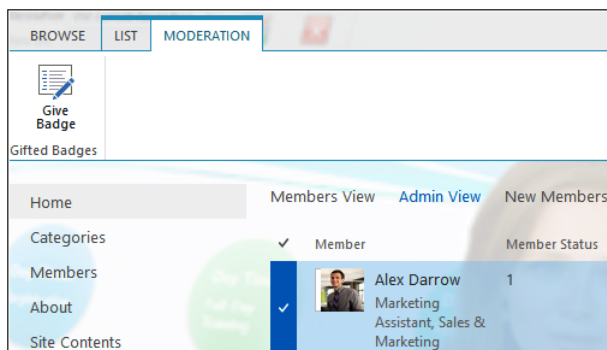 BROWSE LIST MODERATION
Give
Badge
Gifted Badges
Home
Categories
Members
About
Site Contents
Members View Admin View New Members
Member Member Status
Alex Darrow 1
Marketing
Assistant, Sales &
Marketing